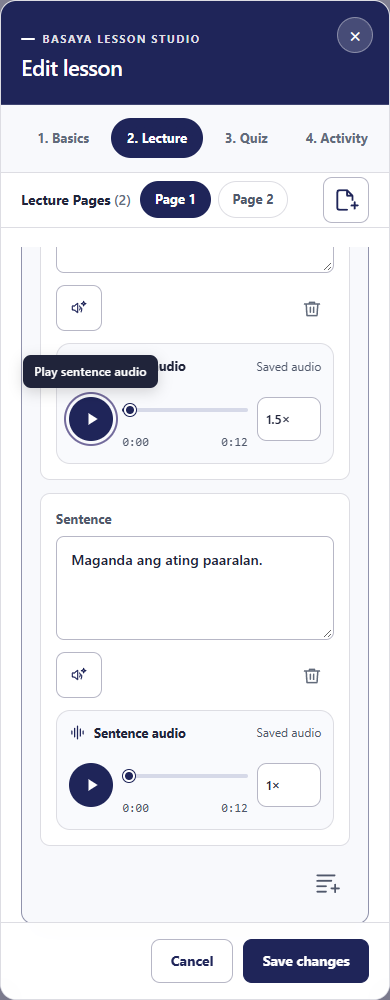 BASAYA LESSON STUDIO
Edit lesson
1. Basics
2. Lecture
3. Quiz
4. Activity
Lecture Pages (2)
Page 1
Page 2
Play sentence audio
Saved audio
0:00
0:12
1.5×
Sentence
Maganda ang ating paaralan.
Sentence audio
Saved audio
0:00
0:12
1×
Cancel
Save changes